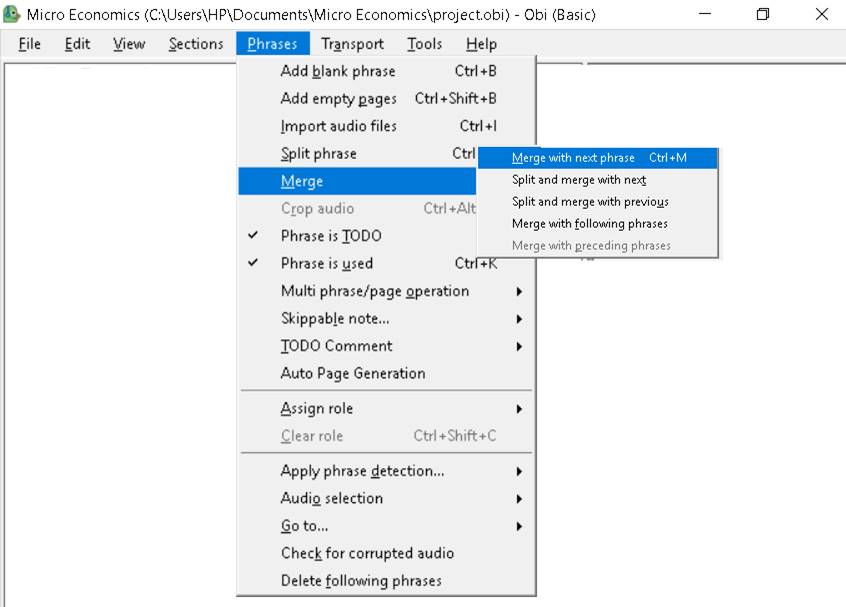 Micro Economics (C:\Users\HP\Documents\Micro Economics\project.obi) - Obi (Basic)
File Edit View Sections Phrases Transport Tools Help
Add blank phrase Ctrl+B
Add empty pages Ctrl+Shift+B
Import audio files Ctrl+I
Split phrase Ctrl
Merge
Merge with next phrase Ctrl+M
Split and merge with next
Split and merge with previous
Merge with following phrases
Merge with preceding phrases
Crop audio Ctrl+Alt
Phrase is TODO
Phrase is used Ctrl+K
Multi phrase/page operation
Skippable note...
TODO Comment
Auto Page Generation
Assign role
Clear role Ctrl+Shift+C
Apply phrase detection...
Audio selection
Go to...
Check for corrupted audio
Delete following phrases